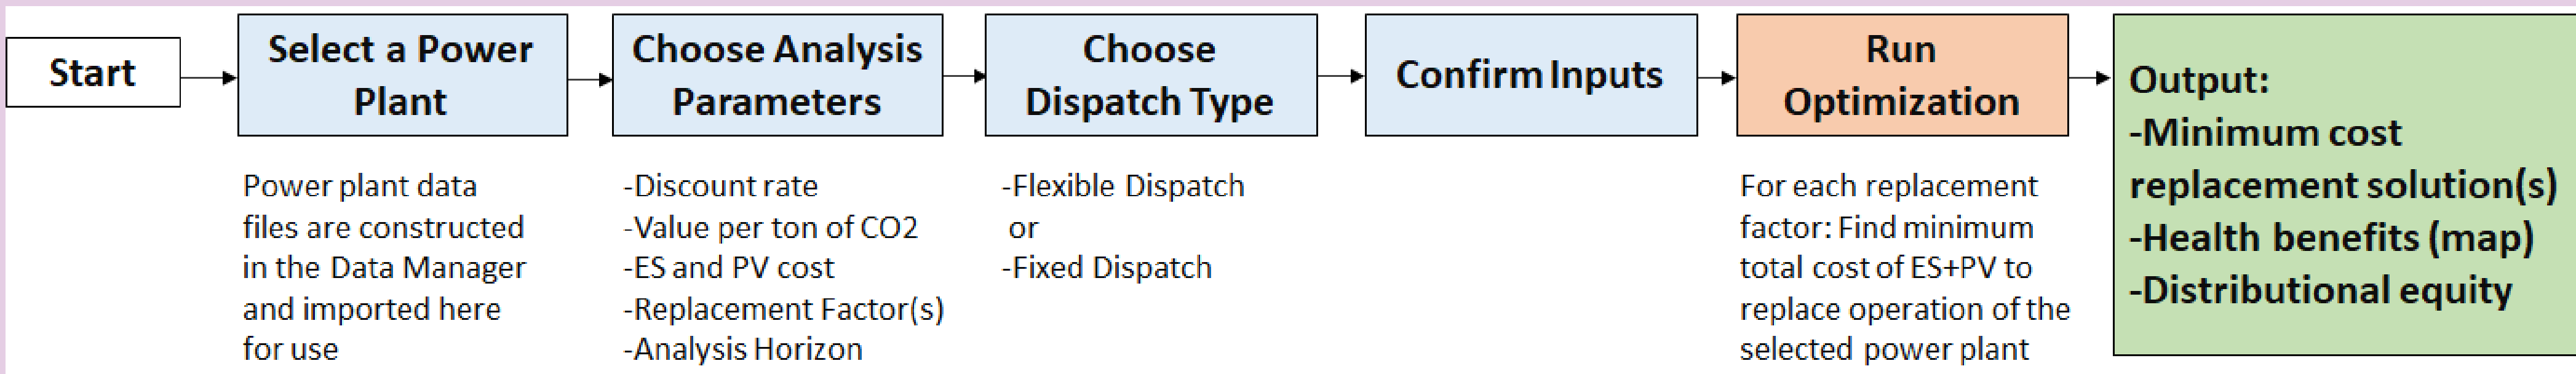 Start
Select a Power
Plant
Power plant data
files are constructed
in the Data Manager
and imported here
for use
Choose Analysis
Parameters
-Discount rate
-Value per ton of CO2
-ES and PV cost
-Replacement Factor(s)
-Analysis Horizon
Choose
Dispatch Type
-Flexible Dispatch
or
-Fixed Dispatch
Confirm Inputs
Run
Optimization
For each replacement
factor: Find minimum
total cost of ES+PV to
replace operation of the
selected power plant
Output:
-Minimum cost
replacement solution(s)
-Health benefits (map)
-Distributional equity